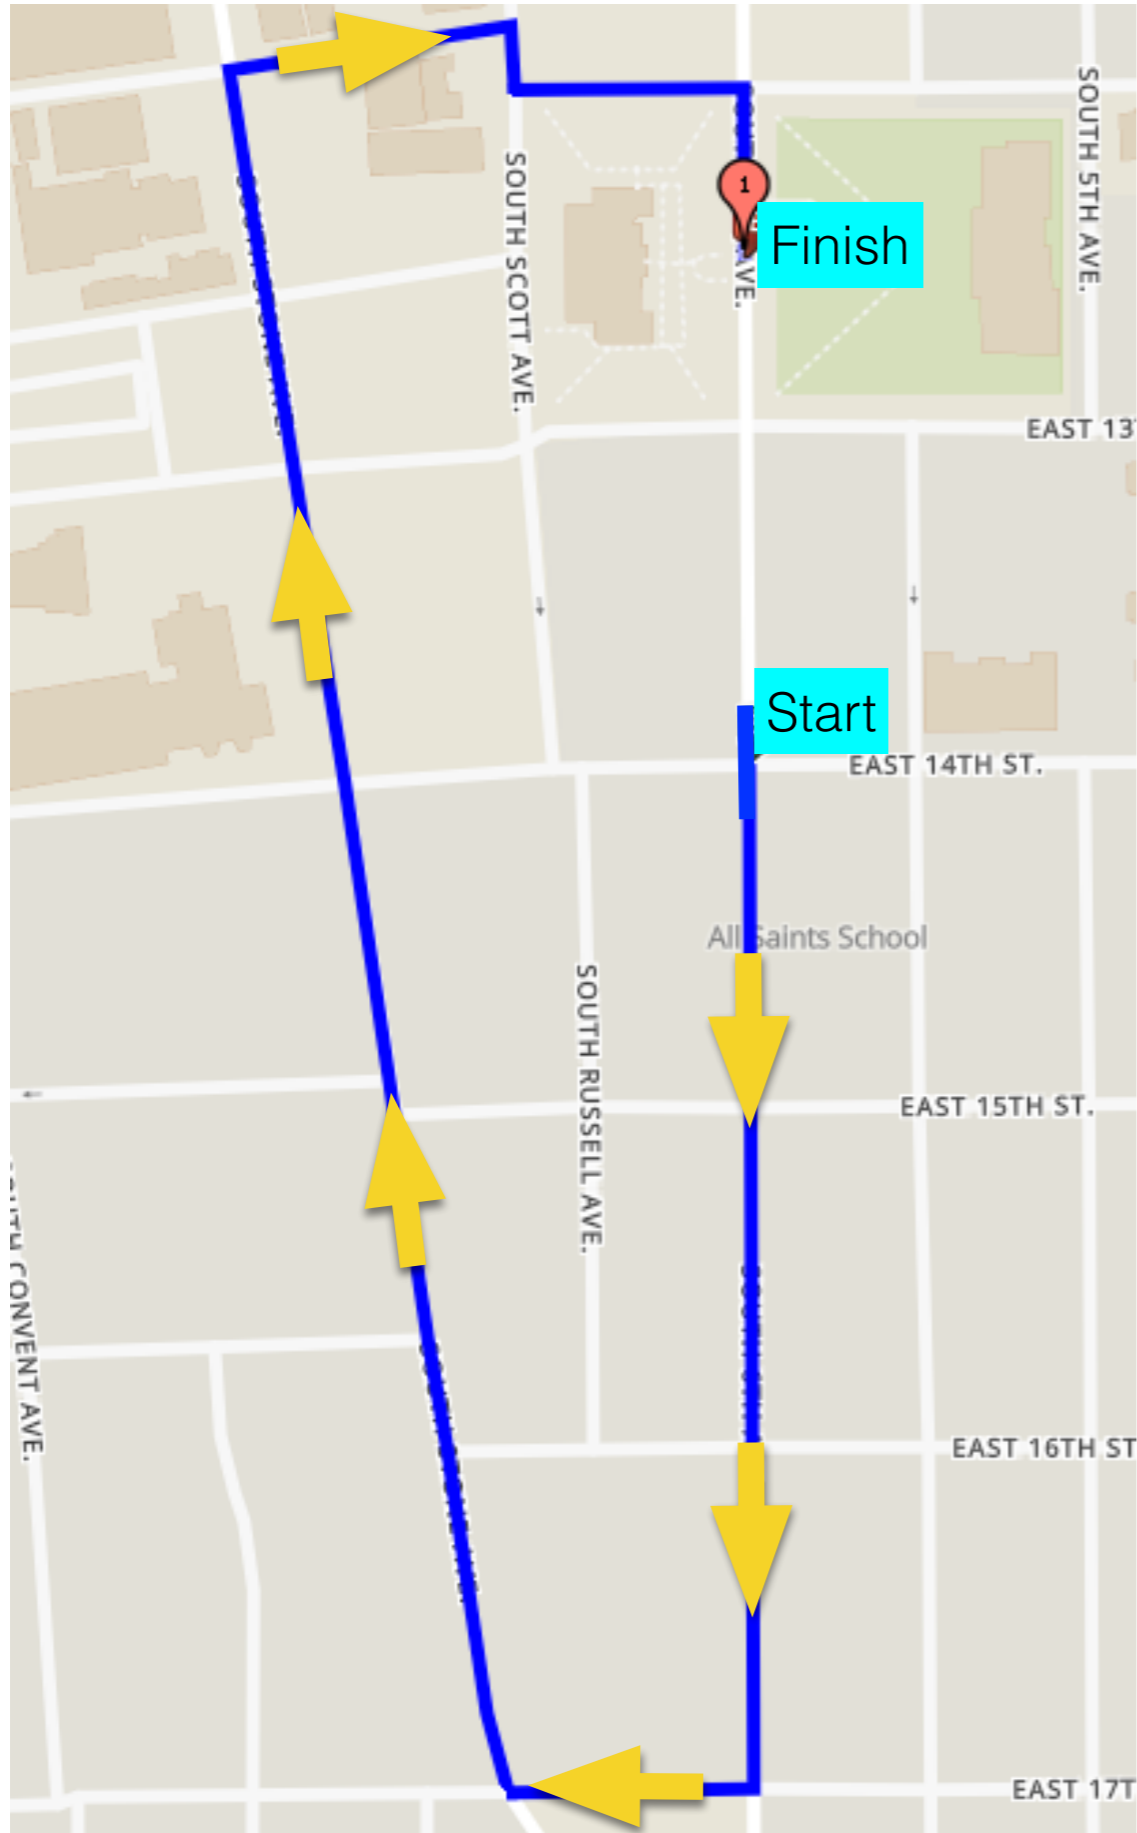 SOUTH SCOTT AVE.
SOUTH 5TH AVE.
1
Finish
AVE.
EAST 13
Start
EAST 14TH ST.
All Saints School
SOUTH RUSSELL AVE.
EAST 15TH ST.
CONVENT AVE.
EAST 16TH ST
EAST 17T